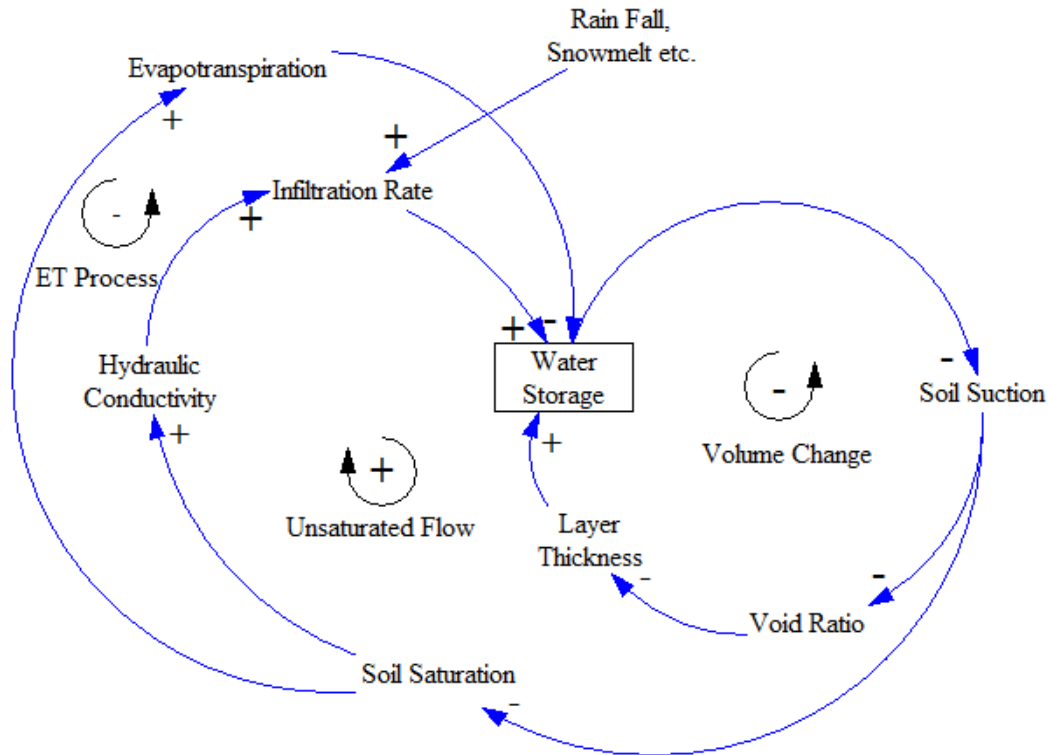 Rain Fall,
Snowmelt etc.
Evapotranspiration
+
+
Infiltration Rate
+
-
ET Process
+
-
Water
Storage
Hydraulic
Conductivity
+
-
Soil Suction
-
Volume Change
+
+
Unsaturated Flow
Layer
Thickness
-
-
Void Ratio
Soil Saturation
-